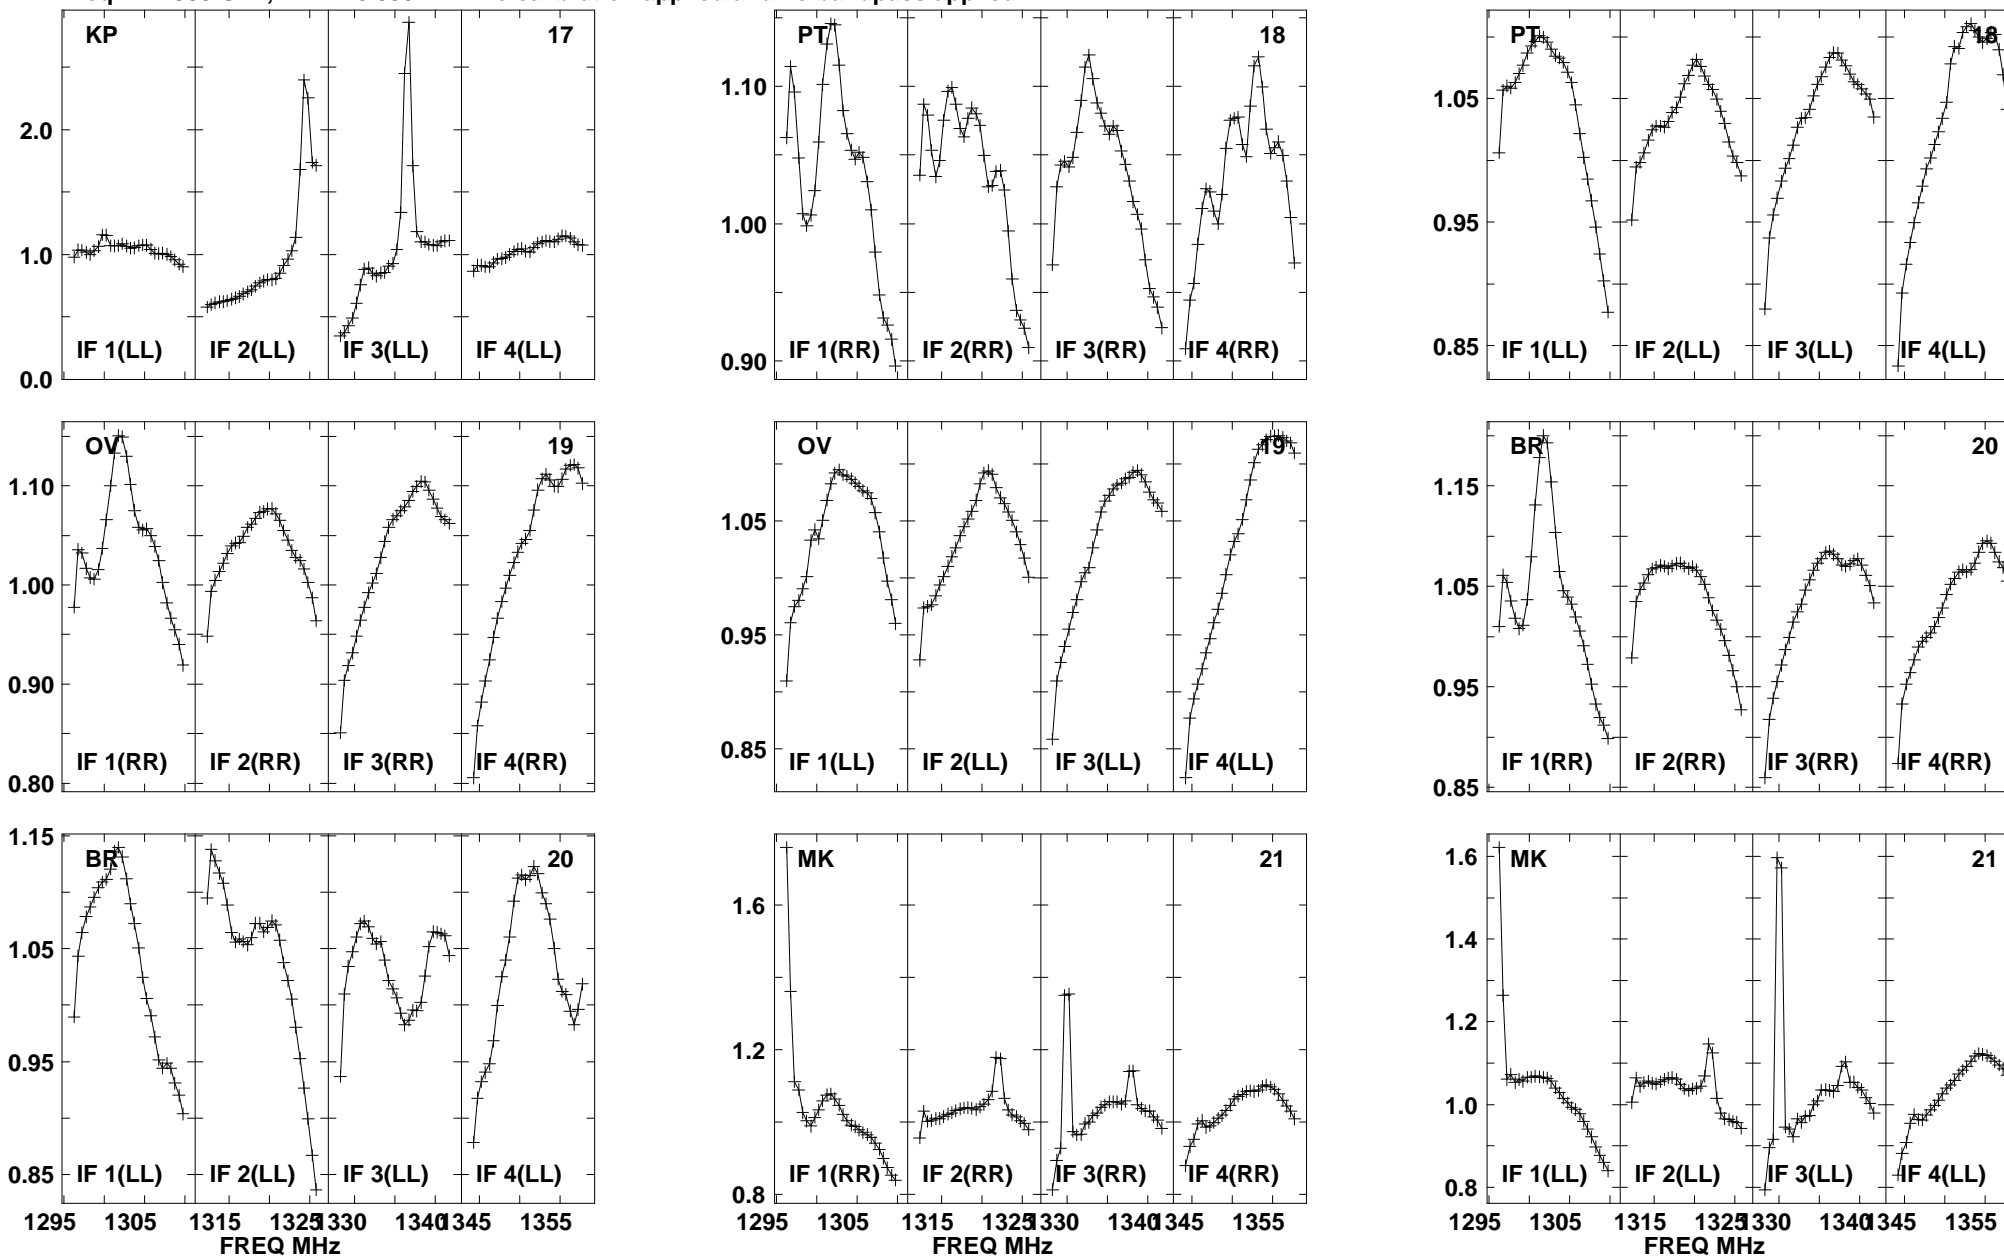 KP 17
2.0
1.0
0.0
IF 1(LL) IF 2(LL) IF 3(LL) IF 4(LL)
PT 18
1.10
1.00
0.90
IF 1(RR) IF 2(RR) IF 3(RR) IF 4(RR)
PT 18
1.05
0.95
0.85
IF 1(LL) IF 2(LL) IF 3(LL) IF 4(LL)
OV 19
1.10
1.00
0.90
0.80
IF 1(RR) IF 2(RR) IF 3(RR) IF 4(RR)
OV 19
1.05
0.95
0.85
IF 1(LL) IF 2(LL) IF 3(LL) IF 4(LL)
BR 20
1.15
1.05
0.95
0.85
IF 1(RR) IF 2(RR) IF 3(RR) IF 4(RR)
BR 20
1.15
1.05
0.95
0.85
IF 1(LL) IF 2(LL) IF 3(LL) IF 4(LL)
1295 1305 1315 1325 1330 1340 1345 1355
FREQ MHz
MK 21
1.6
1.2
0.8
IF 1(RR) IF 2(RR) IF 3(RR) IF 4(RR)
1295 1305 1315 1325 1330 1340 1345 1355
FREQ MHz
MK 21
1.6
1.4
1.2
1.0
0.8
IF 1(LL) IF 2(LL) IF 3(LL) IF 4(LL)
1295 1305 1315 1325 1330 1340 1345 1355
FREQ MHz